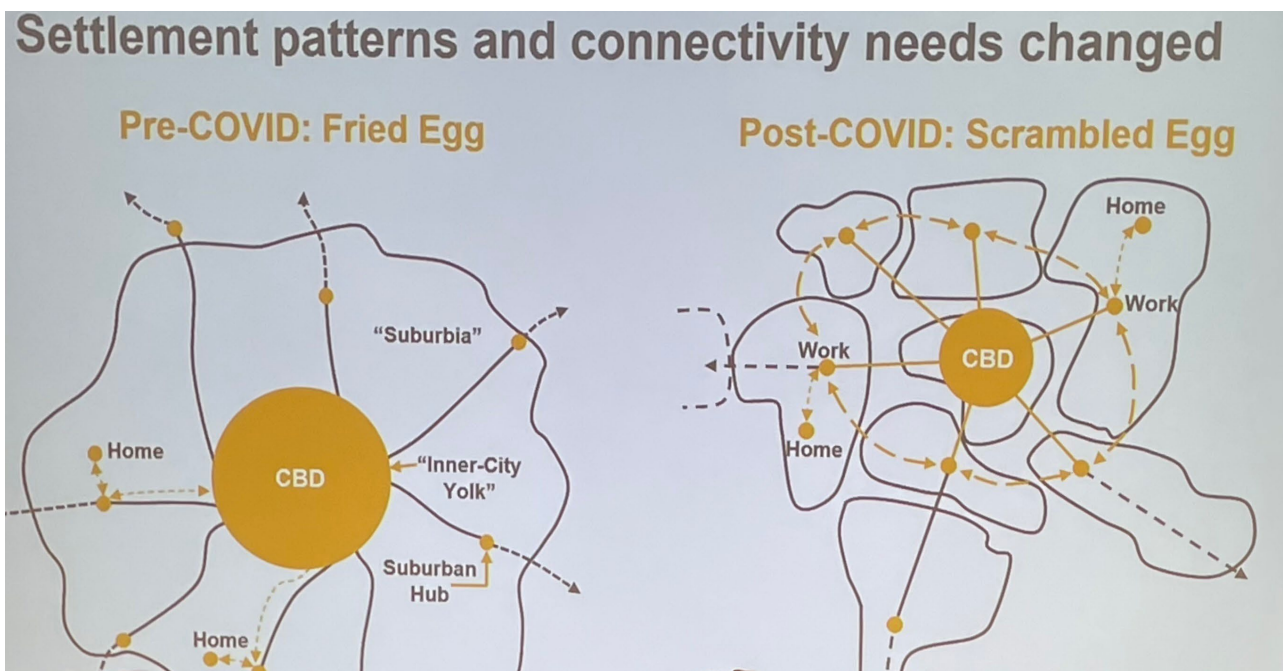 Settlement patterns and connectivity needs changed
Pre-COVID: Fried Egg
“Suburbia”
Home
CBD
“Inner-City
Yolk”
Suburban
Hub
Home
Post-COVID: Scrambled Egg
Home
Work
CBD
Work
Home